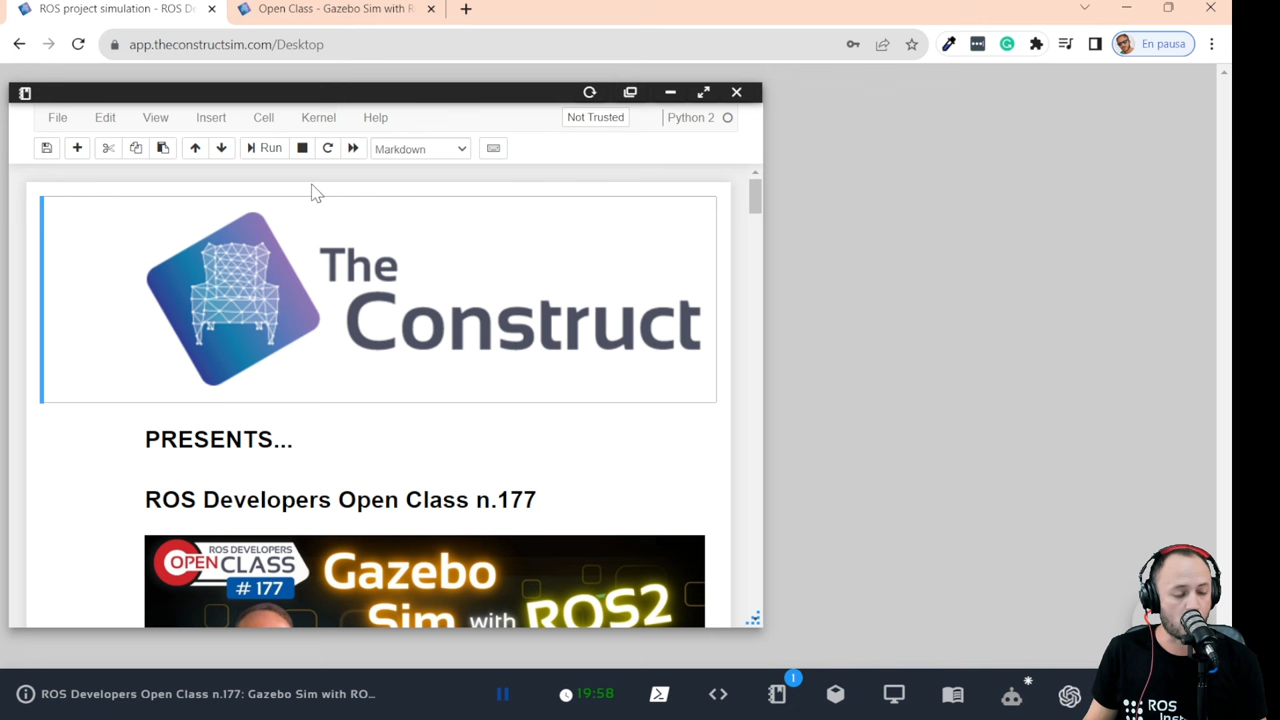 ROS project simulation - ROS De
Open Class - Gazebo Sim with R
app.theconstructsim.com/Desktop
En pausa
File Edit View Insert Cell Kernel Help
Not Trusted
Python 2
Run
Markdown
The
Construct
PRESENTS...
ROS Developers Open Class n.177
ROS DEVELOPERS
OPEN CLASS
# 177
Gazebo
Sim with ROS2
ROS Developers Open Class n.177: Gazebo Sim with RO...
19:58
1
ROS